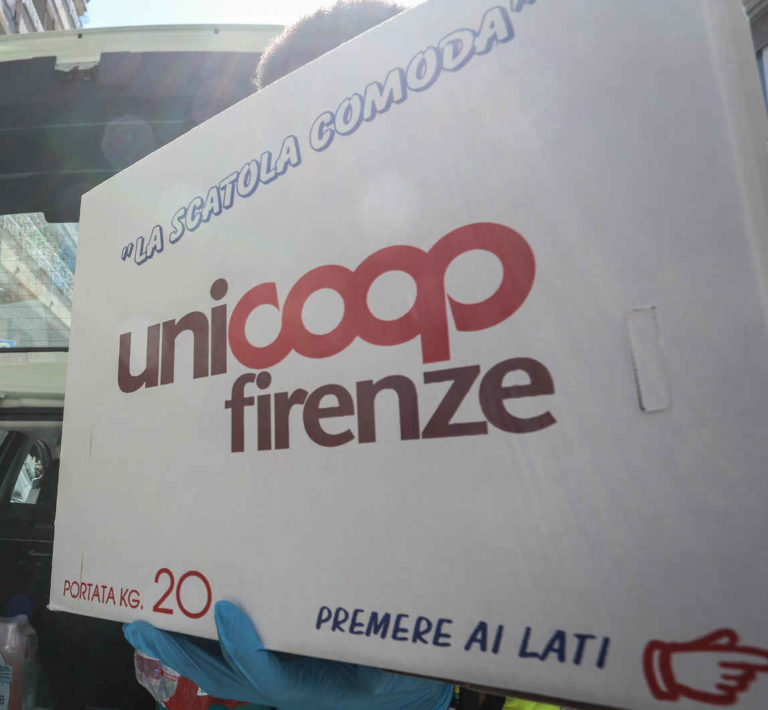 "LA SCATOLA COMODA"
unicoop
firenze
PORTATA KG. 20
PREMERE AI LATI